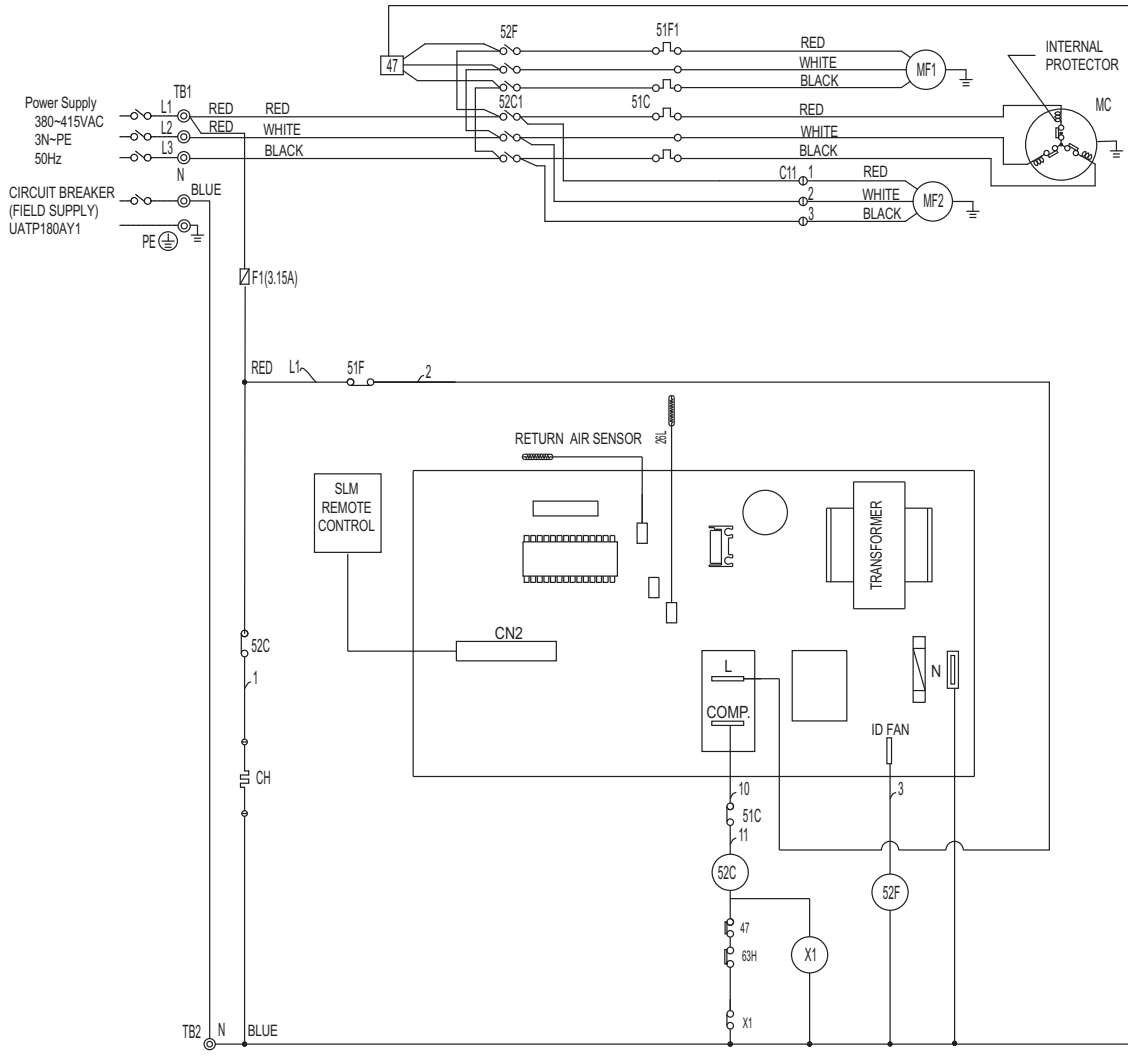 52F
51F1
RED
WHITE
BLACK
MF1
47
INTERNAL
PROTECTOR
MC
TB1
Power Supply
380~415VAC
3N~PE
50Hz
L1
RED
RED
52C1
51C
RED
L2
RED
WHITE
WHITE
L3
BLACK
BLACK
N
C11
1
RED
2
WHITE
MF2
3
BLACK
CIRCUIT BREAKER
(FIELD SUPPLY)
UATP180AY1
BLUE
PE
F1(3.15A)
RED
L1
51F
2
RETURN AIR SENSOR
26L
SLM
REMOTE
CONTROL
TRANSFORMER
CN2
52C
1
L
COMP.
N
ID FAN
CH
10
3
51C
11
52C
52F
47
63H
X1
X1
TB2
N
BLUE